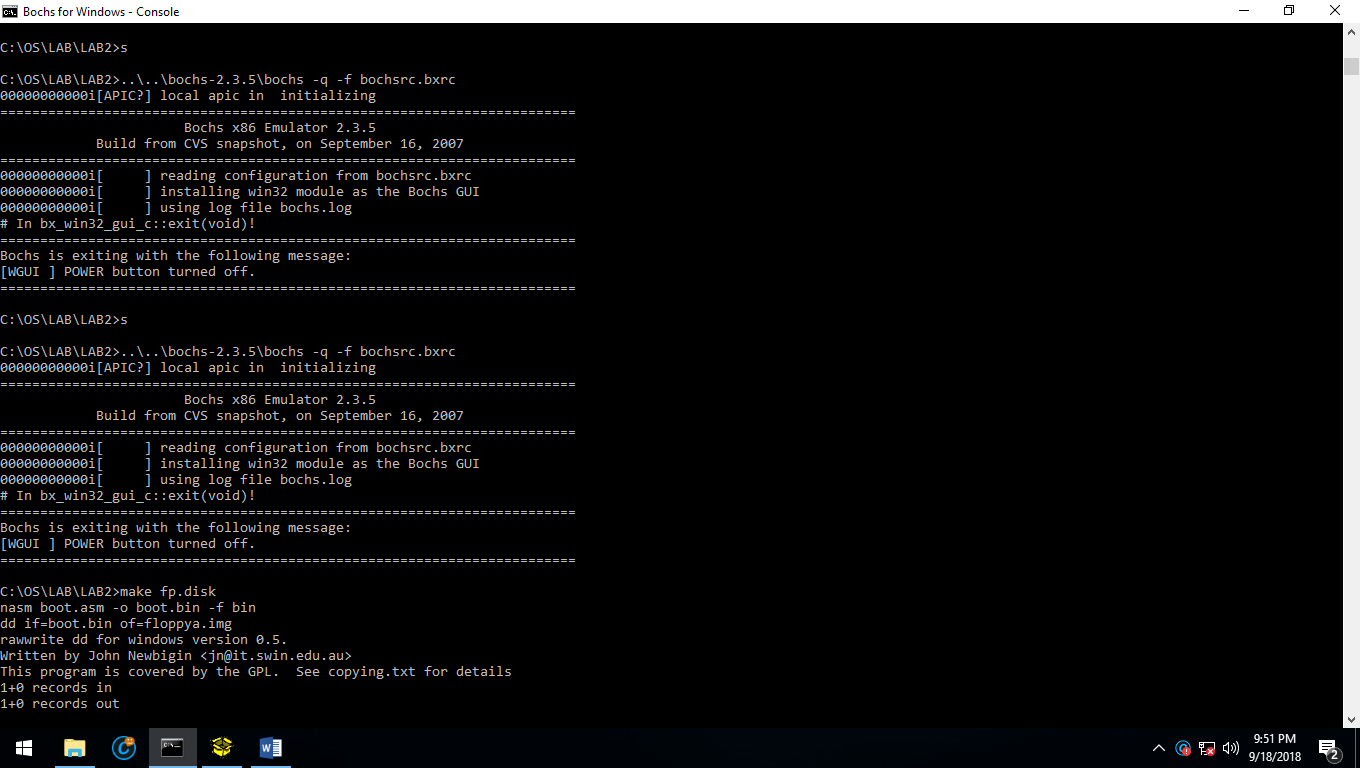 Bochs for Windows - Console
C:\OS\LAB\LAB2>s
C:\OS\LAB\LAB2>..\..\bochs-2.3.5\bochs -q -f bochsrc.bxrc
00000000000i[APIC?] local apic in  initializing
========================================================================
Bochs x86 Emulator 2.3.5
Build from CVS snapshot, on September 16, 2007
========================================================================
00000000000i[     ] reading configuration from bochsrc.bxrc
00000000000i[     ] installing win32 module as the Bochs GUI
00000000000i[     ] using log file bochs.log
# In bx_win32_gui_c::exit(void)!
========================================================================
Bochs is exiting with the following message:
[WGUI ] POWER button turned off.
========================================================================
C:\OS\LAB\LAB2>s
C:\OS\LAB\LAB2>..\..\bochs-2.3.5\bochs -q -f bochsrc.bxrc
00000000000i[APIC?] local apic in  initializing
========================================================================
Bochs x86 Emulator 2.3.5
Build from CVS snapshot, on September 16, 2007
========================================================================
00000000000i[     ] reading configuration from bochsrc.bxrc
00000000000i[     ] installing win32 module as the Bochs GUI
00000000000i[     ] using log file bochs.log
# In bx_win32_gui_c::exit(void)!
========================================================================
Bochs is exiting with the following message:
[WGUI ] POWER button turned off.
========================================================================
C:\OS\LAB\LAB2>make fp.disk
nasm boot.asm -o boot.bin -f bin
dd if=boot.bin of=floppya.img
rawwrite dd for windows version 0.5.
Written by John Newbigin <jn@it.swin.edu.au>
This program is covered by the GPL.  See copying.txt for details
1+0 records in
1+0 records out
9:51 PM
9/18/2018
2